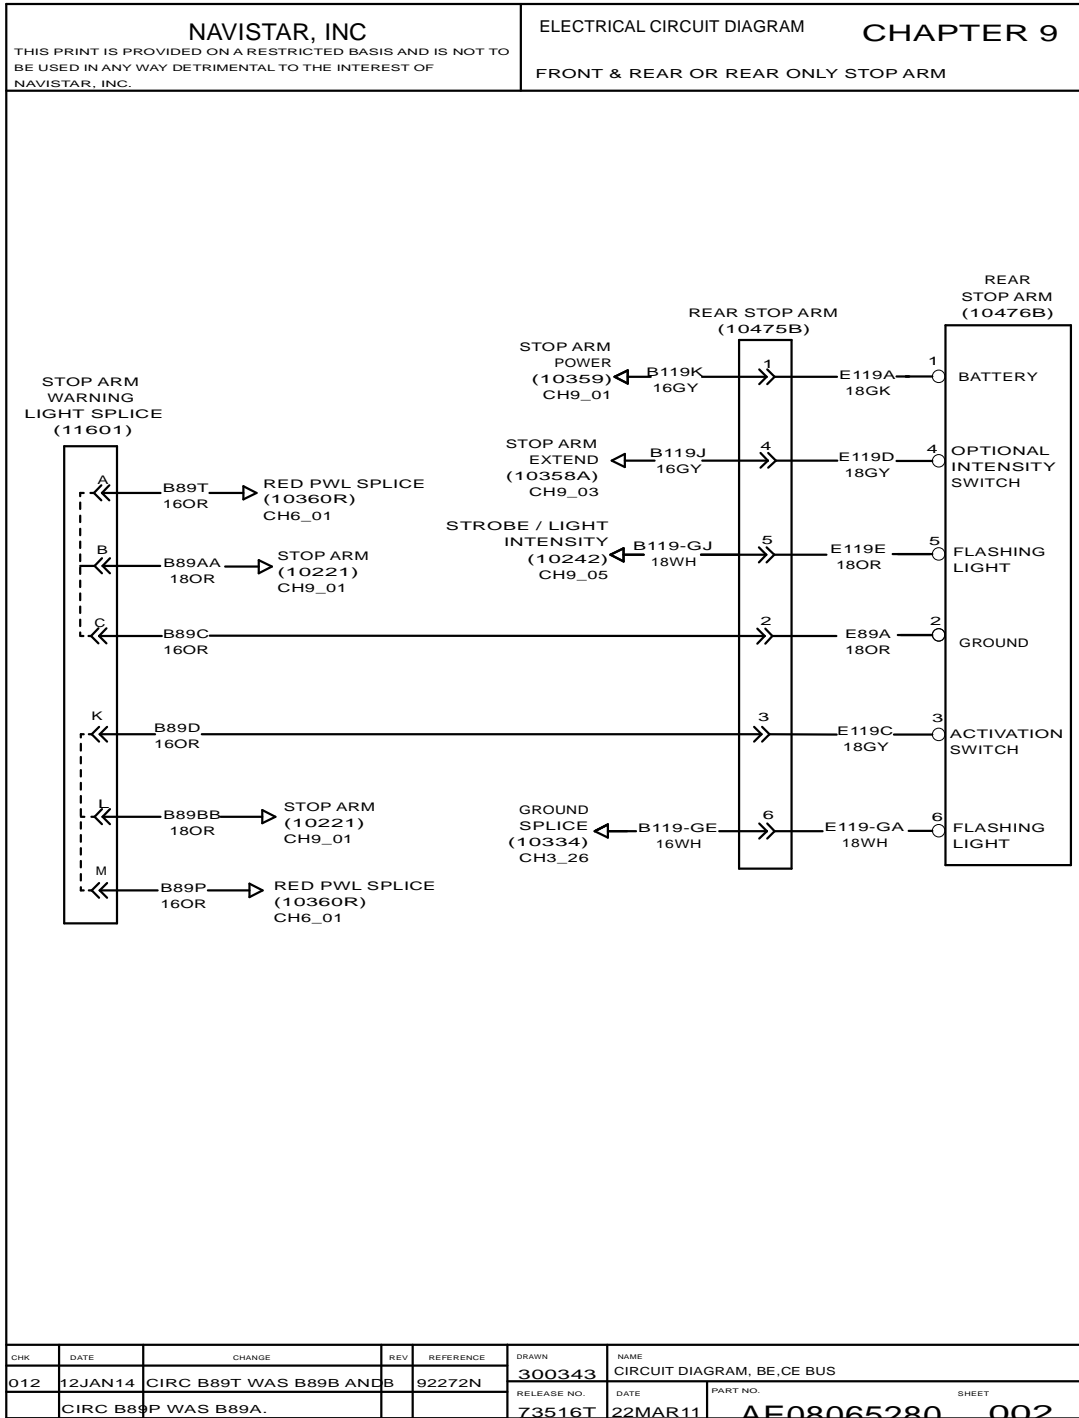 NAVISTAR, INC
THIS PRINT IS PROVIDED ON A RESTRICTED BASIS AND IS NOT TO
BE USED IN ANY WAY DETRIMENTAL TO THE INTEREST OF
NAVISTAR, INC.
ELECTRICAL CIRCUIT DIAGRAM
CHAPTER 9
FRONT & REAR OR REAR ONLY STOP ARM
STOP ARM
WARNING
LIGHT SPLICE
(11601)
A
B89T
16OR
RED PWL SPLICE
(10360R)
CH6_01
B
B89AA
18OR
STOP ARM
(10221)
CH9_01
C
B89C
16OR
K
B89D
16OR
L
B89BB
18OR
STOP ARM
(10221)
CH9_01
M
B89P
16OR
RED PWL SPLICE
(10360R)
CH6_01
REAR STOP ARM
(10475B)
REAR
STOP ARM
(10476B)
STOP ARM
POWER
(10359)
CH9_01
B119K
16GY
1
E119A
18GK
1
BATTERY
STOP ARM
EXTEND
(10358A)
CH9_03
B119J
16GY
4
E119D
18GY
4
OPTIONAL
INTENSITY
SWITCH
STROBE / LIGHT
INTENSITY
(10242)
CH9_05
B119-GJ
18WH
5
E119E
18OR
5
FLASHING
LIGHT
2
E89A
18OR
2
GROUND
3
E119C
18GY
3
ACTIVATION
SWITCH
GROUND
SPLICE
(10334)
CH3_26
B119-GE
16WH
6
E119-GA
18WH
6
FLASHING
LIGHT
CHK DATE CHANGE REV REFERENCE
012 12JAN14 CIRC B89T WAS B89B AND B 92272N
CIRC B89P WAS B89A.
DRAWN
300343
NAME
CIRCUIT DIAGRAM, BE,CE BUS
RELEASE NO.
73516T
DATE
22MAR11
PART NO.
AE08065280
SHEET
002